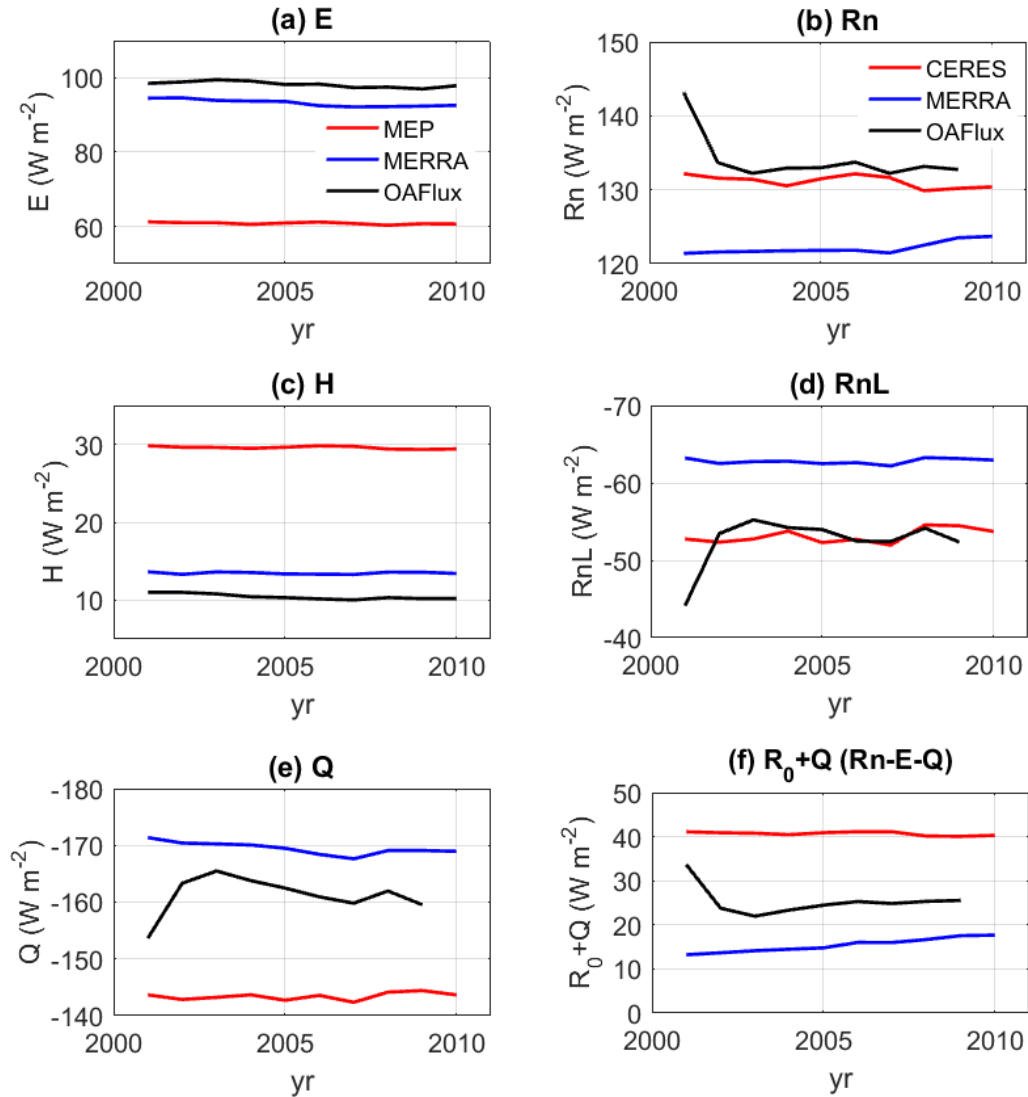 (a) E
E (W m⁻²)
100
80
60
MEP
MERRA
OAFlux
2000 2005 2010
yr
(b) Rn
Rn (W m⁻²)
150
140
130
120
CERES
MERRA
OAFlux
2000 2005 2010
yr
(c) H
H (W m⁻²)
30
20
10
2000 2005 2010
yr
(d) RnL
RnL (W m⁻²)
-70
-60
-50
-40
2000 2005 2010
yr
(e) Q
Q (W m⁻²)
-180
-170
-160
-150
-140
2000 2005 2010
yr
(f) R₀+Q (Rn-E-Q)
R₀+Q (W m⁻²)
50
40
30
20
10
0
2000 2005 2010
yr